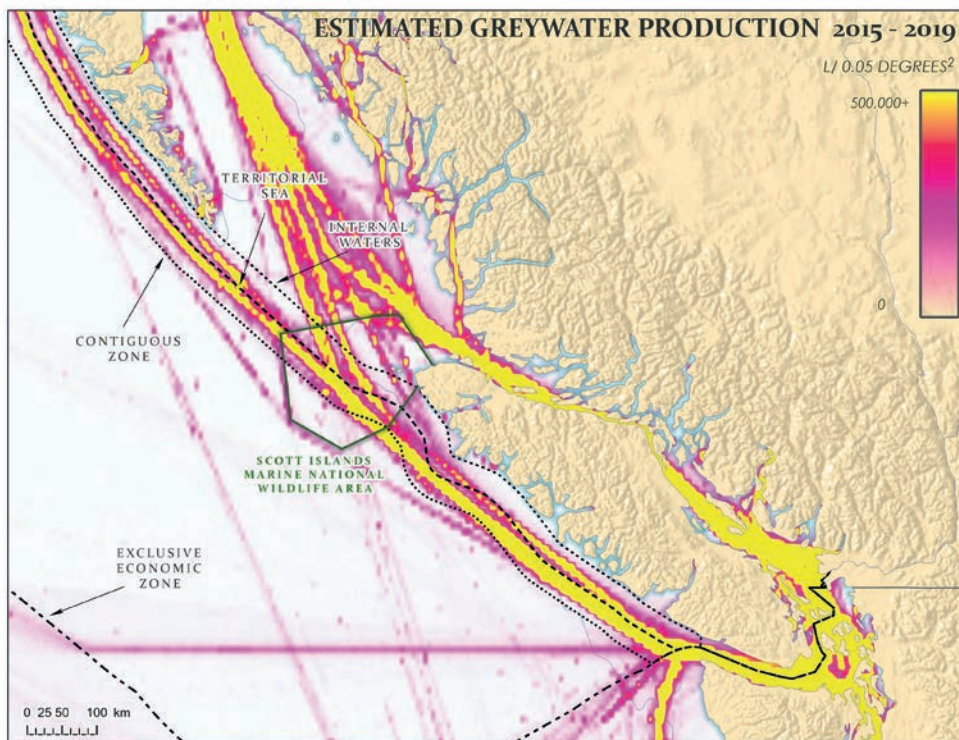 ESTIMATED GREYWATER PRODUCTION 2015 - 2019
L/ 0.05 DEGREES²
500,000+
0
TERRITORIAL
SEA
INTERNAL
WATERS
CONTIGUOUS
ZONE
SCOTT ISLANDS
MARINE NATIONAL
WILDLIFE AREA
EXCLUSIVE
ECONOMIC
ZONE
0 25 50 100 km